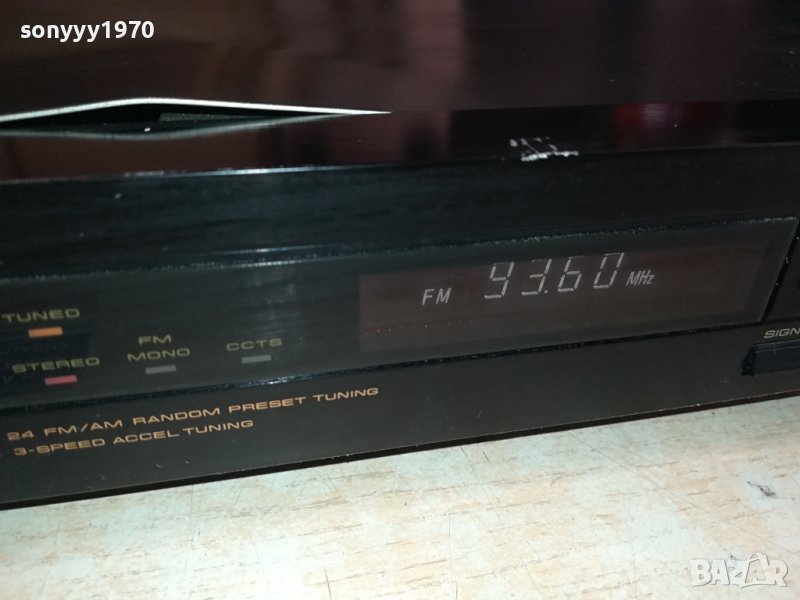 sonyyy1970
FM 93.60 MHz
TUNED
FM
MONO
CCTS
STEREO
SIGN
24 FM/AM RANDOM PRESET TUNING
3-SPEED ACCEL TUNING
BAZAR